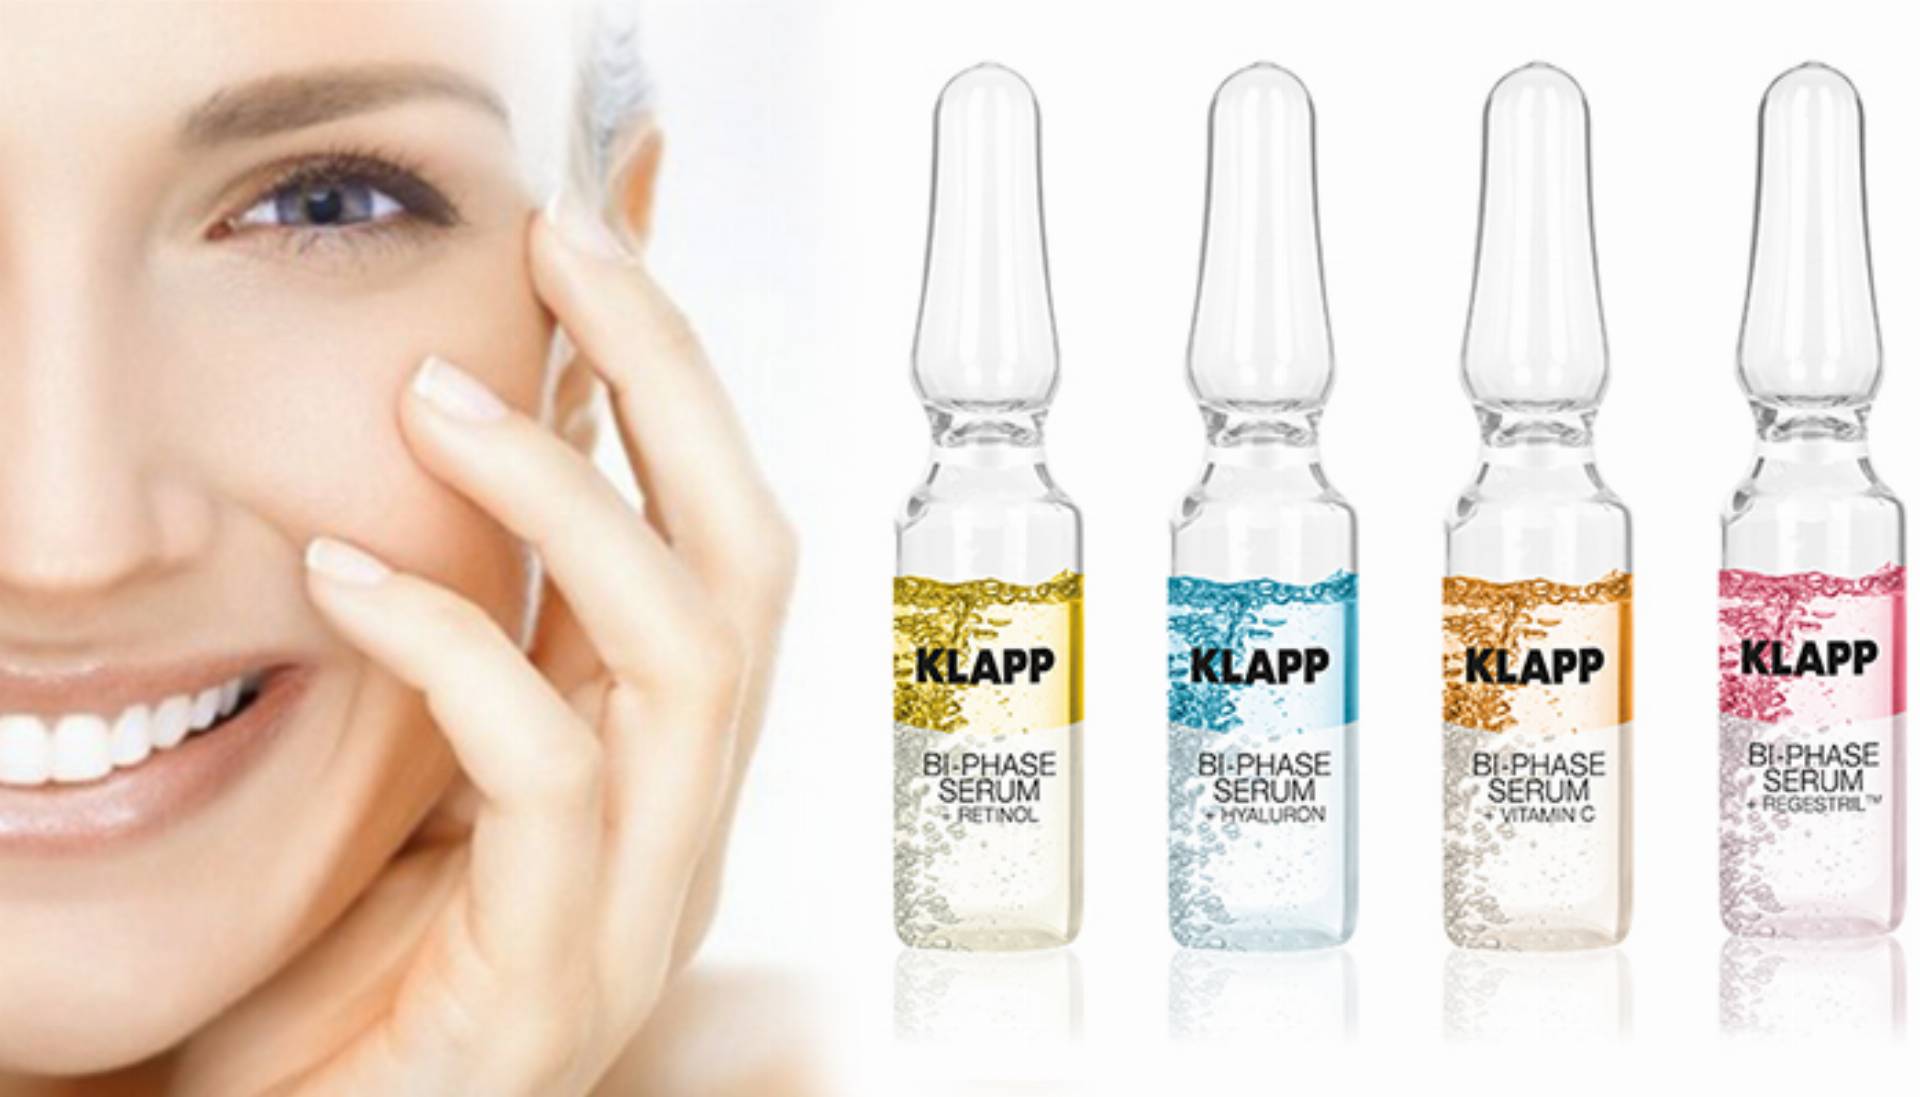 KLAPP
BI-PHASE
SERUM
+ RETINOL
KLAPP
BI-PHASE
SERUM
+ HYALURON
KLAPP
BI-PHASE
SERUM
+ VITAMIN C
KLAPP
BI-PHASE
SERUM
+ REGESTRIL™